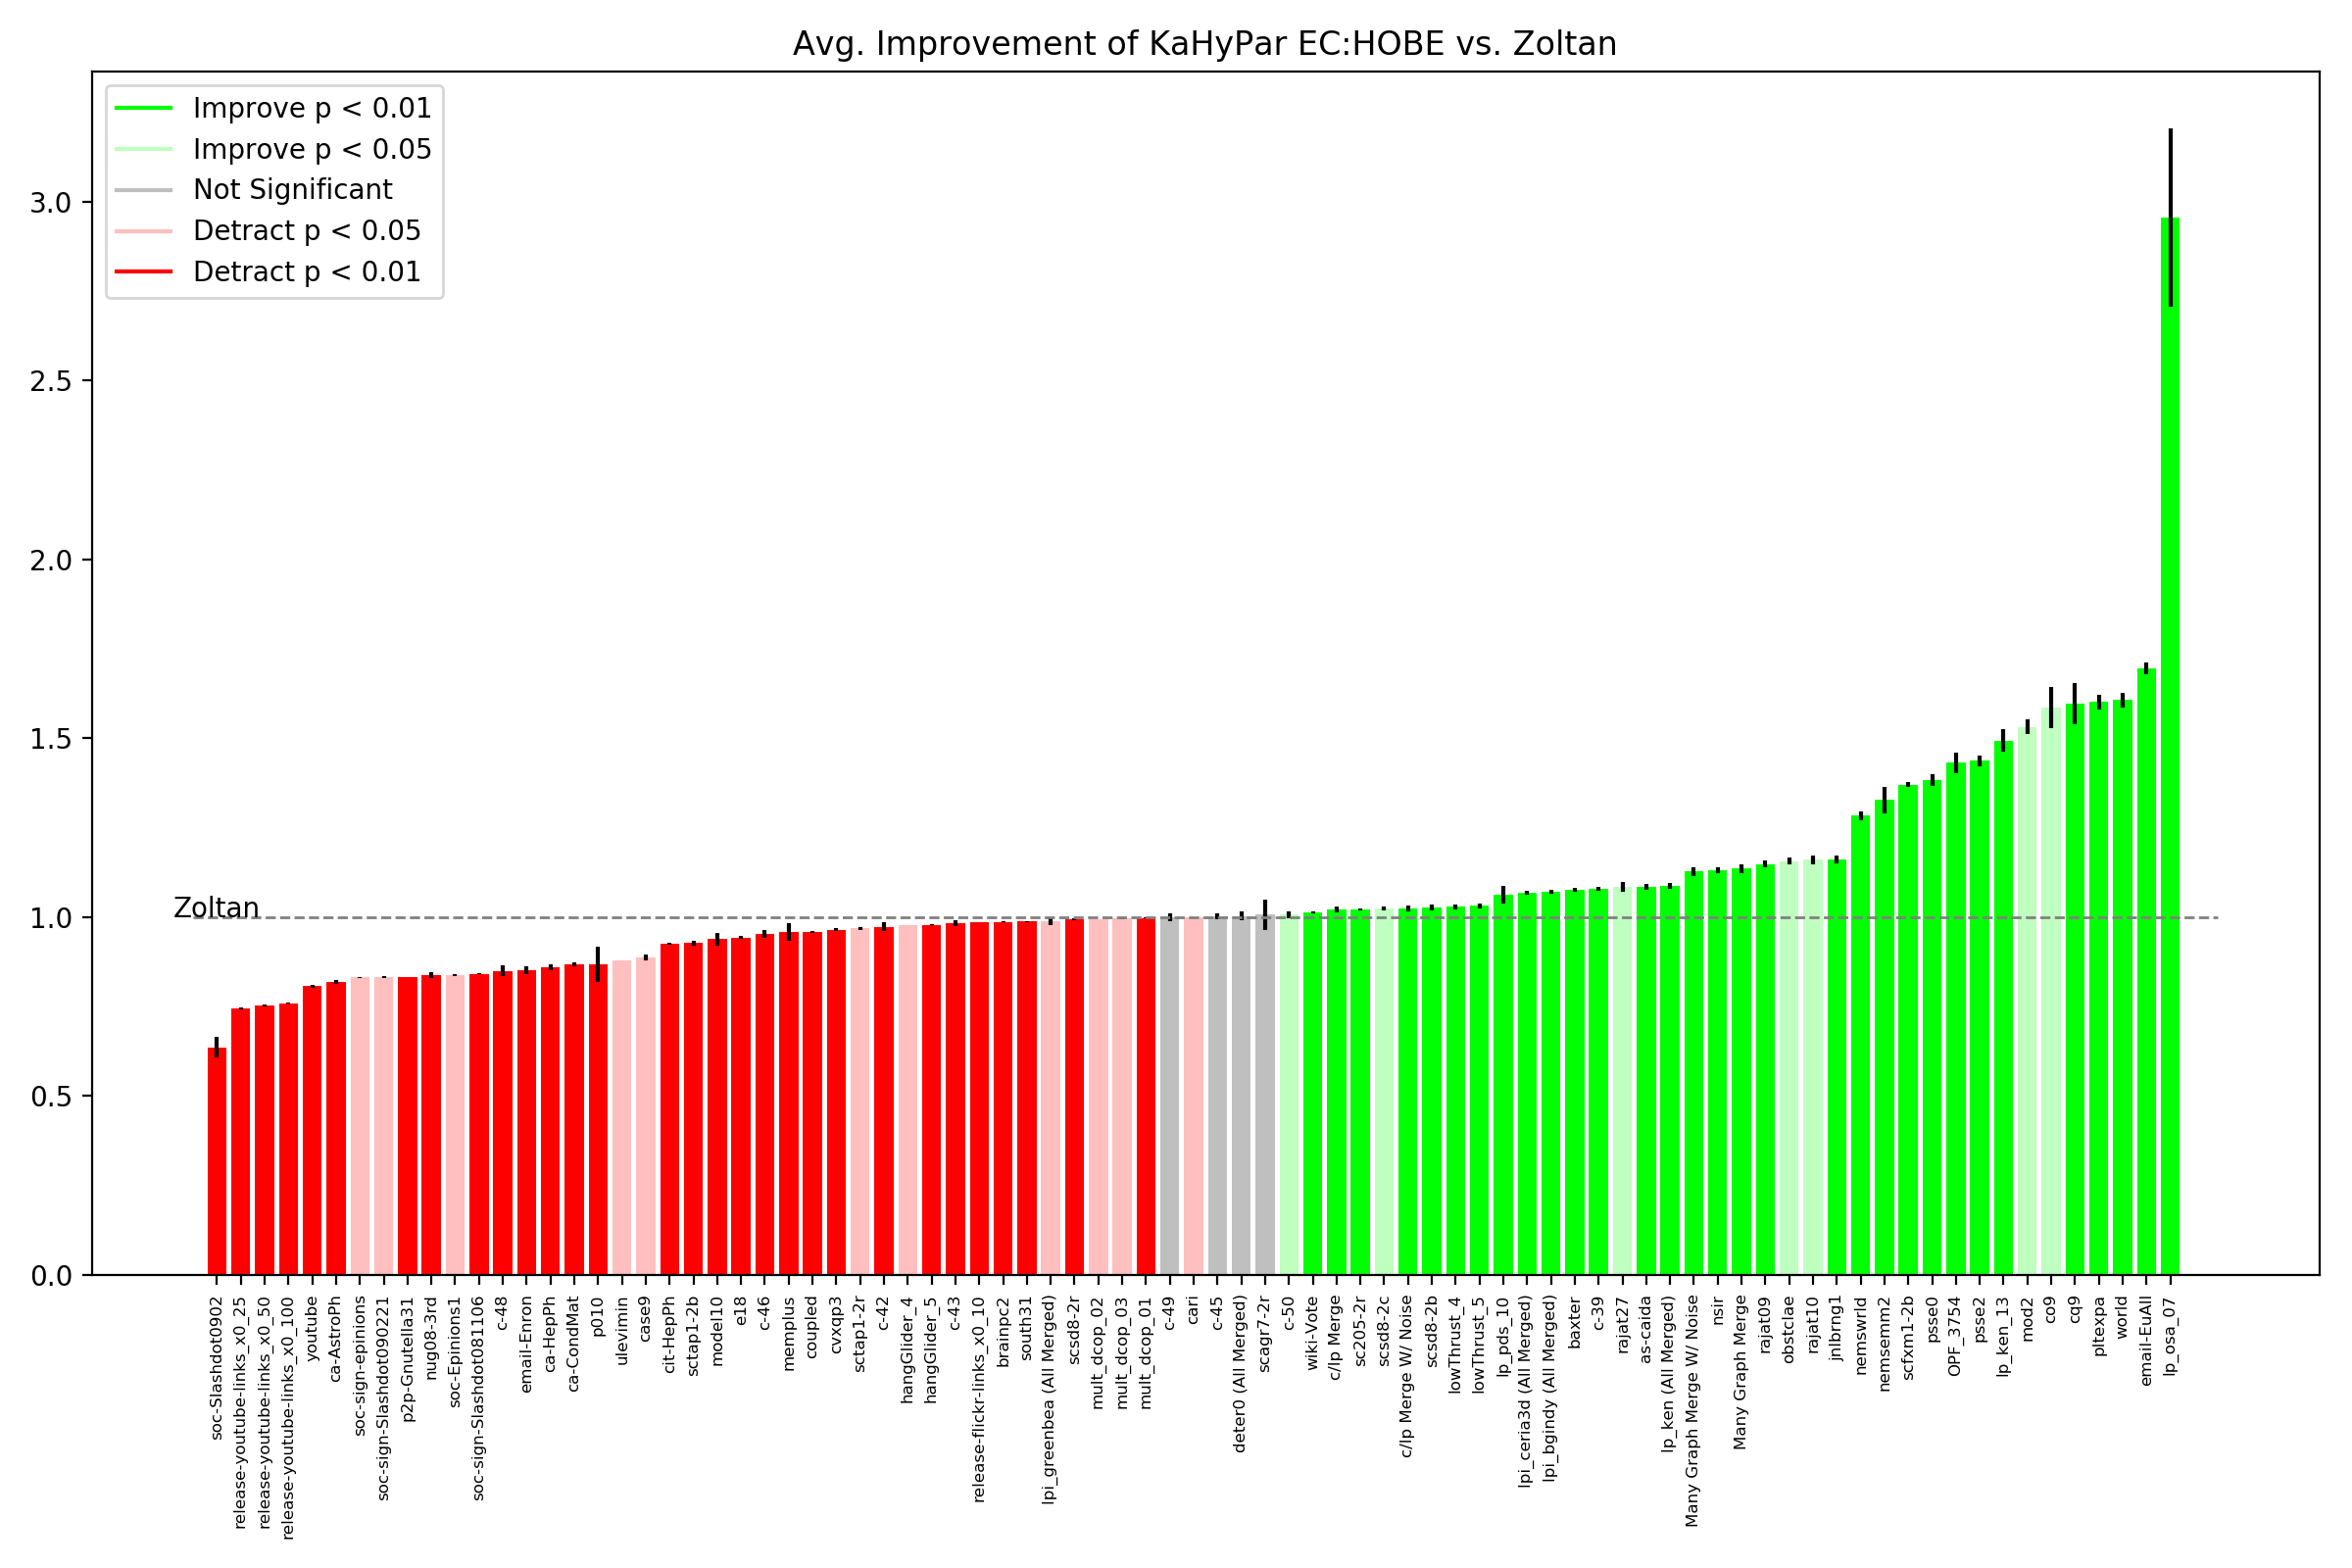 Avg. Improvement of KaHyPar EC:HOBE vs. Zoltan
Improve p < 0.01
Improve p < 0.05
Not Significant
Detract p < 0.05
Detract p < 0.01
3.0
2.5
2.0
1.5
1.0
0.5
0.0
Zoltan
soc-Slashdot0902
release-youtube-links_x0_25
release-youtube-links_x0_50
release-youtube-links_x0_100
youtube
ca-AstroPh
soc-sign-epinions
soc-sign-Slashdot090221
p2p-Gnutella31
nug08-3rd
soc-Epinions1
soc-sign-Slashdot081106
c-48
email-Enron
ca-HepPh
ca-CondMat
p010
ulevimin
case9
cit-HepPh
sctap1-2b
model10
e18
c-46
memplus
coupled
cvxqp3
sctap1-2r
c-42
hangGlider_4
hangGlider_5
c-43
release-flickr-links_x0_10
brainpc2
south31
lpi_greenbea (All Merged)
scsd8-2r
mult_dcop_02
mult_dcop_03
mult_dcop_01
c-49
cari
c-45
deter0 (All Merged)
scagr7-2r
c-50
wiki-Vote
c/lp Merge
sc205-2r
scsd8-2c
c/lp Merge W/ Noise
scsd8-2b
lowThrust_4
lowThrust_5
lp_pds_10
lpi_ceria3d (All Merged)
lpi_bgindy (All Merged)
baxter
c-39
rajat27
as-caida
lp_ken (All Merged)
Many Graph Merge W/ Noise
nsir
Many Graph Merge
rajat09
obstclae
rajat10
jnlbrng1
nemswrld
nemsemm2
scfxm1-2b
psse0
OPF_3754
psse2
lp_ken_13
mod2
co9
cq9
pltexpa
world
email-EuAll
lp_osa_07